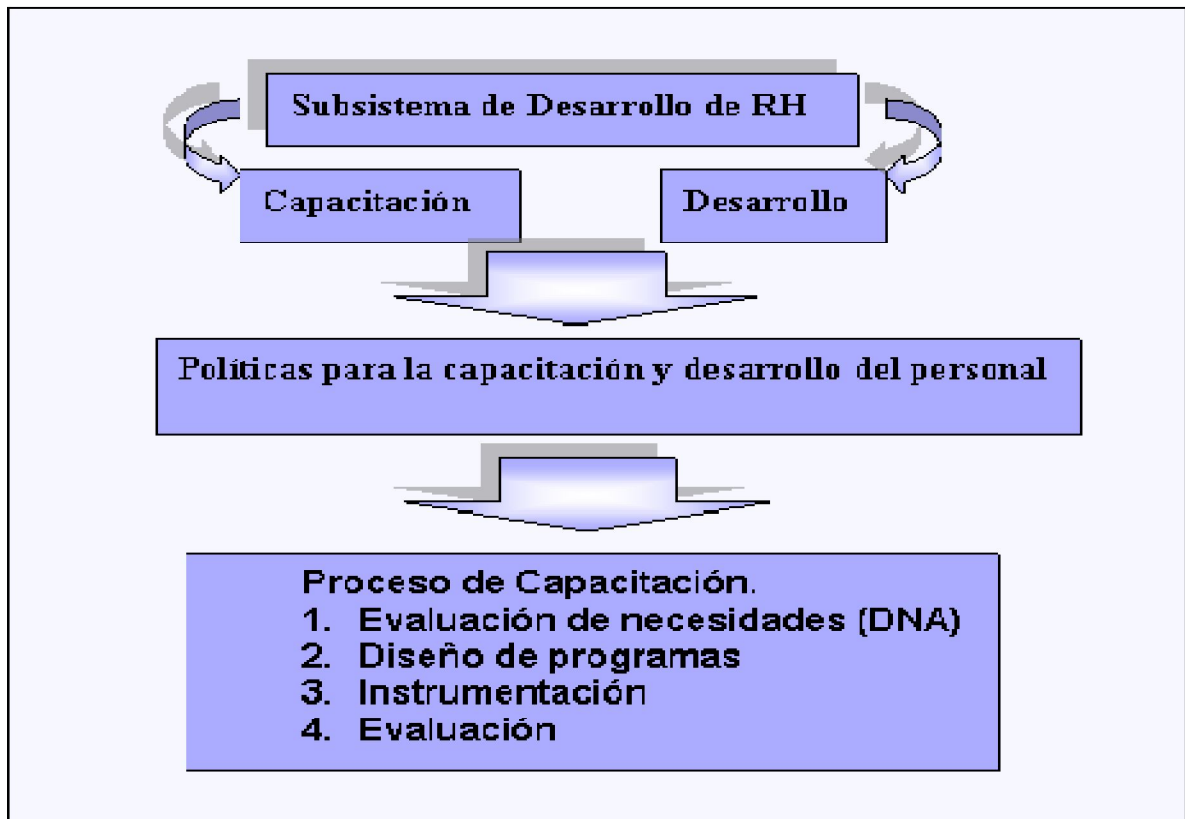 Subsistema de Desarrollo de RH
Capacitación
Desarrollo
Políticas para la capacitación y desarrollo del personal
Proceso de Capacitación.
1. Evaluación de necesidades (DNA)
2. Diseño de programas
3. Instrumentación
4. Evaluación